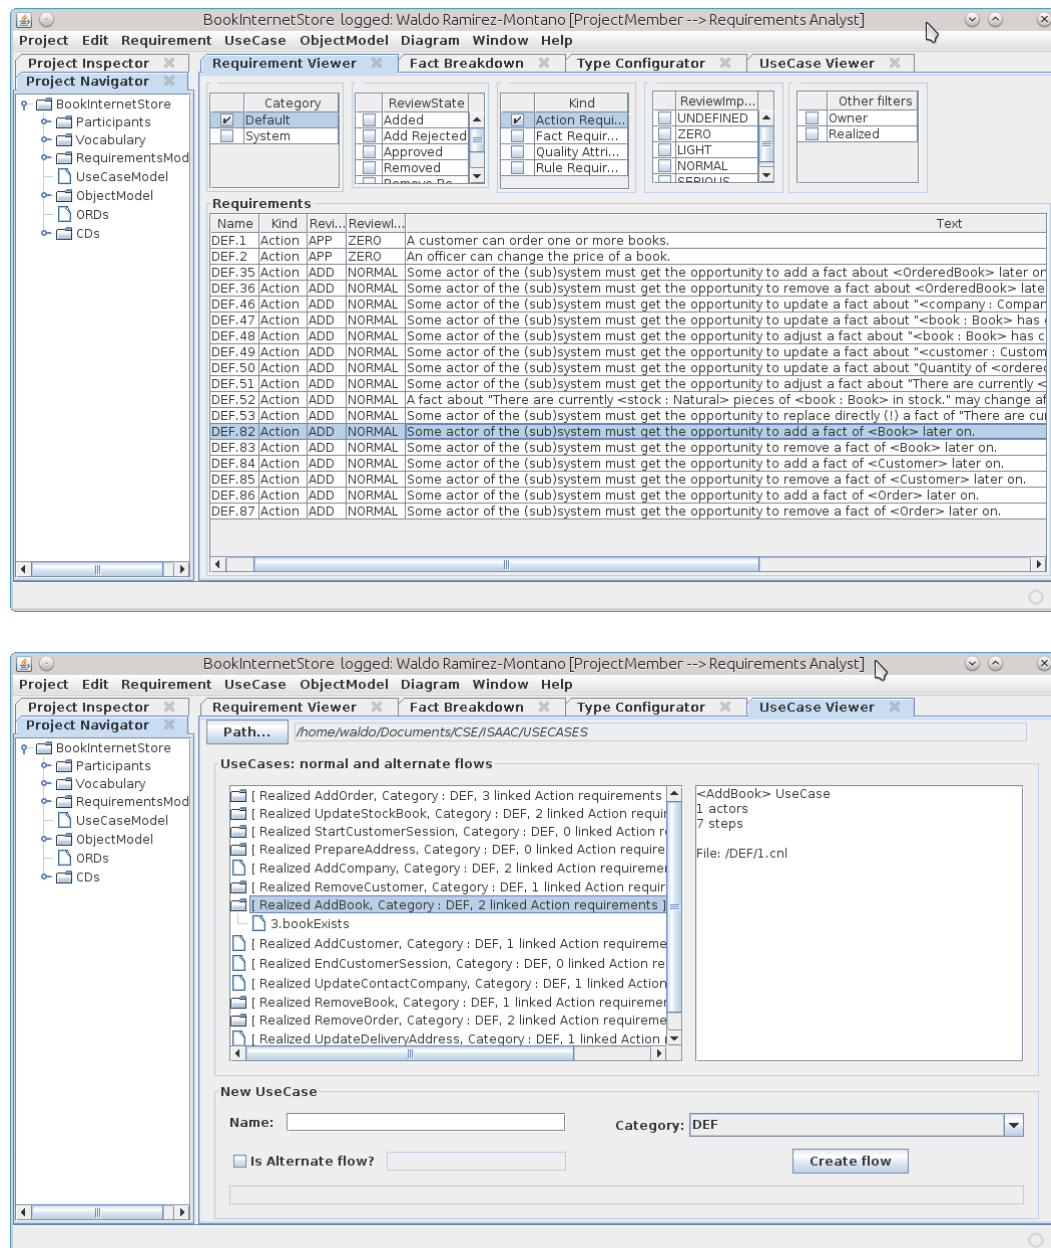 BookInternetStore logged: Waldo Ramirez-Montano [ProjectMember --> Requirements Analyst]
Project Edit Requirement UseCase ObjectModel Diagram Window Help
Project Inspector
Requirement Viewer Fact Breakdown Type Configurator UseCase Viewer
Project Navigator
BookInternetStore
Participants
Vocabulary
RequirementsMod
UseCaseModel
ObjectModel
ORDs
CDs
Category
Default
System
ReviewState
Added
Add Rejected
Approved
Removed
Kind
Action Requi...
Fact Requir...
Quality Attri...
Rule Requir...
ReviewImp...
UNDEFINED
ZERO
LIGHT
NORMAL
SERIOUS
Other filters
Owner
Realized
Requirements
Name Kind Revi... ReviewI... Text
DEF.1 Action APP ZERO A customer can order one or more books.
DEF.2 Action APP ZERO An officer can change the price of a book.
DEF.35 Action ADD NORMAL Some actor of the (sub)system must get the opportunity to add a fact about <OrderedBook> later on
DEF.36 Action ADD NORMAL Some actor of the (sub)system must get the opportunity to remove a fact about <OrderedBook> late
DEF.46 Action ADD NORMAL Some actor of the (sub)system must get the opportunity to update a fact about "<company : Compan
DEF.47 Action ADD NORMAL Some actor of the (sub)system must get the opportunity to update a fact about "<book : Book> has
DEF.48 Action ADD NORMAL Some actor of the (sub)system must get the opportunity to adjust a fact about "<book : Book> has c
DEF.49 Action ADD NORMAL Some actor of the (sub)system must get the opportunity to update a fact about "<customer : Custom
DEF.50 Action ADD NORMAL Some actor of the (sub)system must get the opportunity to update a fact about "Quantity of <ordere
DEF.51 Action ADD NORMAL Some actor of the (sub)system must get the opportunity to adjust a fact about "There are currently <
DEF.52 Action ADD NORMAL A fact about "There are currently <stock : Natural> pieces of <book : Book> in stock." may change af
DEF.53 Action ADD NORMAL Some actor of the (sub)system must get the opportunity to replace directly (!) a fact of "There are cu
DEF.82 Action ADD NORMAL Some actor of the (sub)system must get the opportunity to add a fact of <Book> later on.
DEF.83 Action ADD NORMAL Some actor of the (sub)system must get the opportunity to remove a fact of <Book> later on.
DEF.84 Action ADD NORMAL Some actor of the (sub)system must get the opportunity to add a fact of <Customer> later on.
DEF.85 Action ADD NORMAL Some actor of the (sub)system must get the opportunity to remove a fact of <Customer> later on.
DEF.86 Action ADD NORMAL Some actor of the (sub)system must get the opportunity to add a fact of <Order> later on.
DEF.87 Action ADD NORMAL Some actor of the (sub)system must get the opportunity to remove a fact of <Order> later on.
BookInternetStore logged: Waldo Ramirez-Montano [ProjectMember --> Requirements Analyst]
Project Edit Requirement UseCase ObjectModel Diagram Window Help
Project Inspector
Requirement Viewer Fact Breakdown Type Configurator UseCase Viewer
Project Navigator
BookInternetStore
Participants
Vocabulary
RequirementsMod
UseCaseModel
ObjectModel
ORDs
CDs
Path... /home/waldo/Documents/CSE/ISAAC/USECASES
UseCases: normal and alternate flows
[ Realized AddOrder, Category : DEF, 3 linked Action requirements
[ Realized UpdateStockBook, Category : DEF, 2 linked Action requir
[ Realized StartCustomerSession, Category : DEF, 0 linked Action r
[ Realized PrepareAddress, Category : DEF, 0 linked Action require
[ Realized AddCompany, Category : DEF, 2 linked Action requiremen
[ Realized RemoveCustomer, Category : DEF, 1 linked Action requir
[ Realized AddBook, Category : DEF, 2 linked Action requirements ]
3.bookExists
[ Realized AddCustomer, Category : DEF, 1 linked Action requireme
[ Realized EndCustomerSession, Category : DEF, 0 linked Action re
[ Realized UpdateContactCompany, Category : DEF, 1 linked Action
[ Realized RemoveBook, Category : DEF, 1 linked Action requiremen
[ Realized RemoveOrder, Category : DEF, 2 linked Action requireme
[ Realized UpdateDeliveryAddress, Category : DEF, 1 linked Action
<AddBook> UseCase
1 actors
7 steps
File: /DEF/1.cnl
New UseCase
Name:
Category: DEF
Is Alternate flow?
Create flow